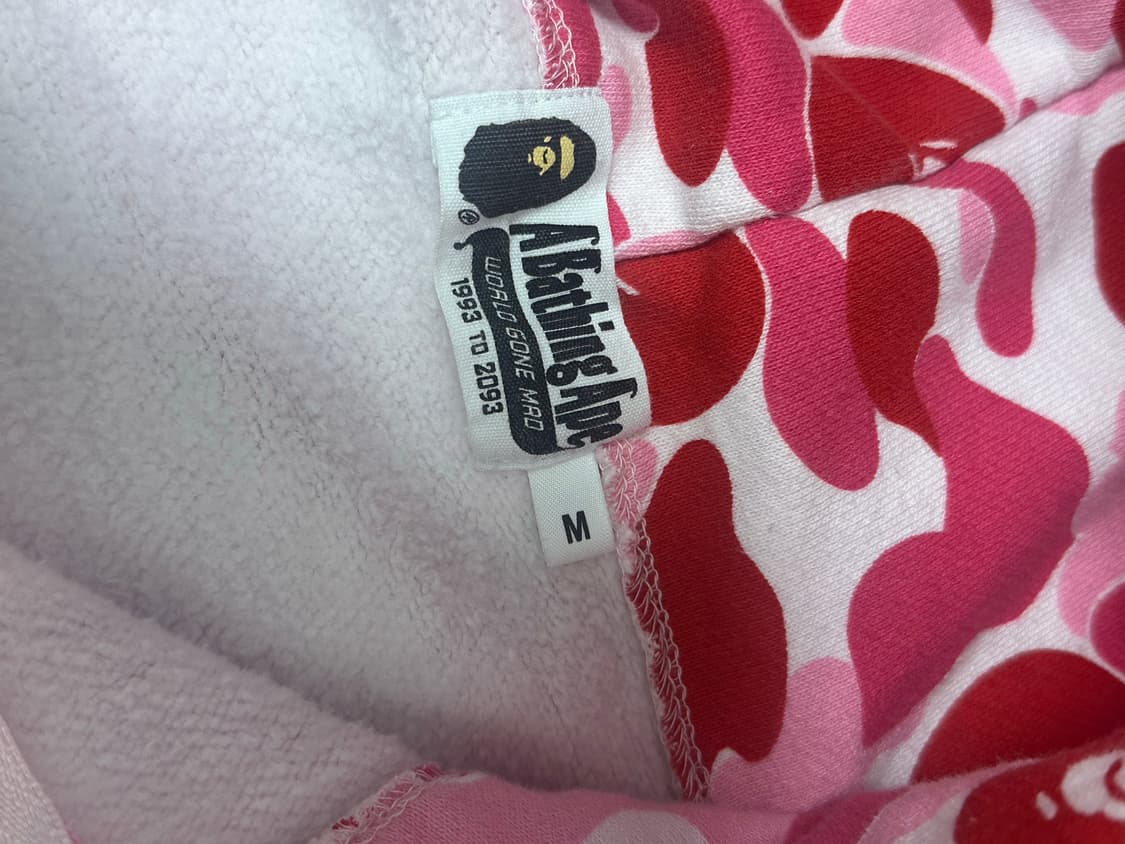 ®
A Bathing Ape
WORLD GONE MAD
1993 TO 2093
M